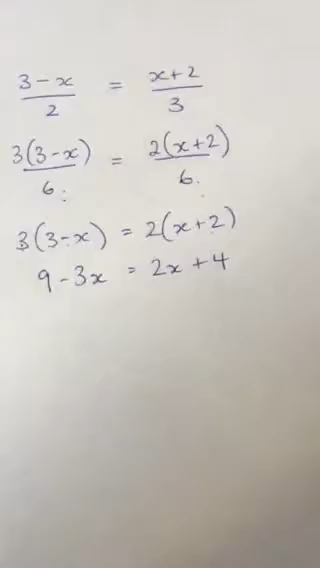 3 - x / 2 = x + 2 / 3
3(3 - x) / 6 = 2(x + 2) / 6
3(3 - x) = 2(x + 2)
9 - 3x = 2x + 4